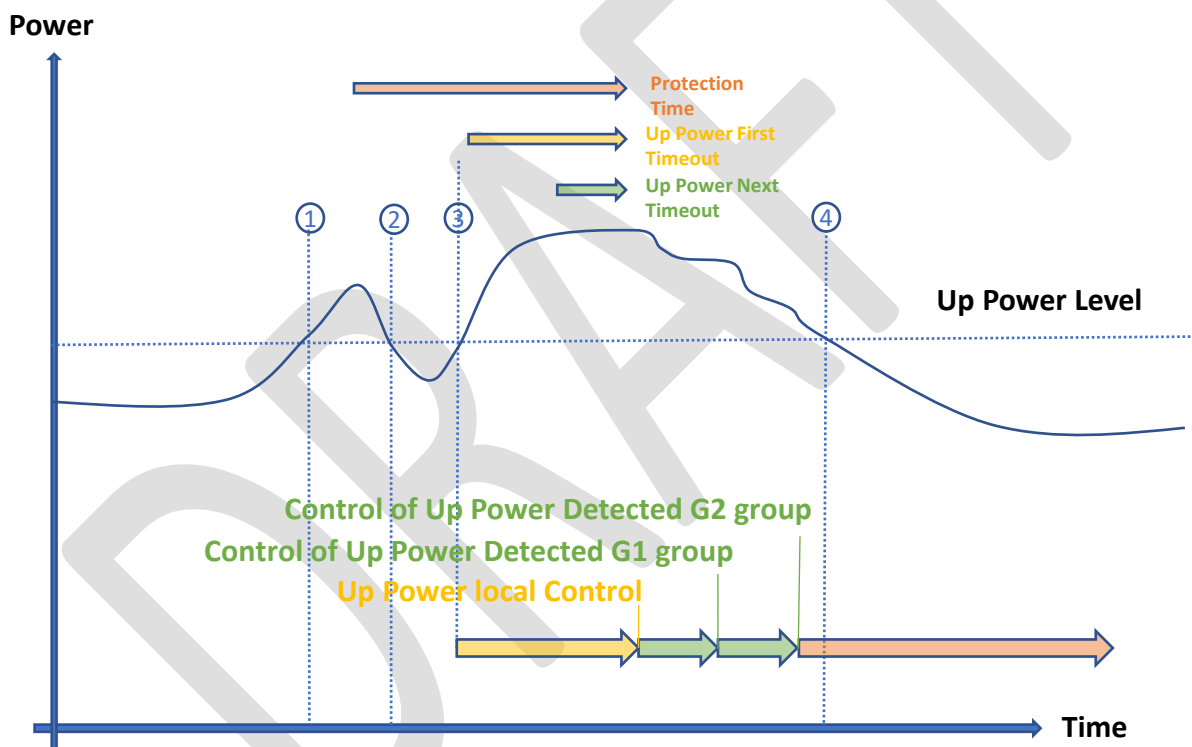 Power
Protection
Time
Up Power First
Timeout
Up Power Next
Timeout
1
2
3
4
Up Power Level
Control of Up Power Detected G2 group
Control of Up Power Detected G1 group
Up Power local Control
Time
DRAFT